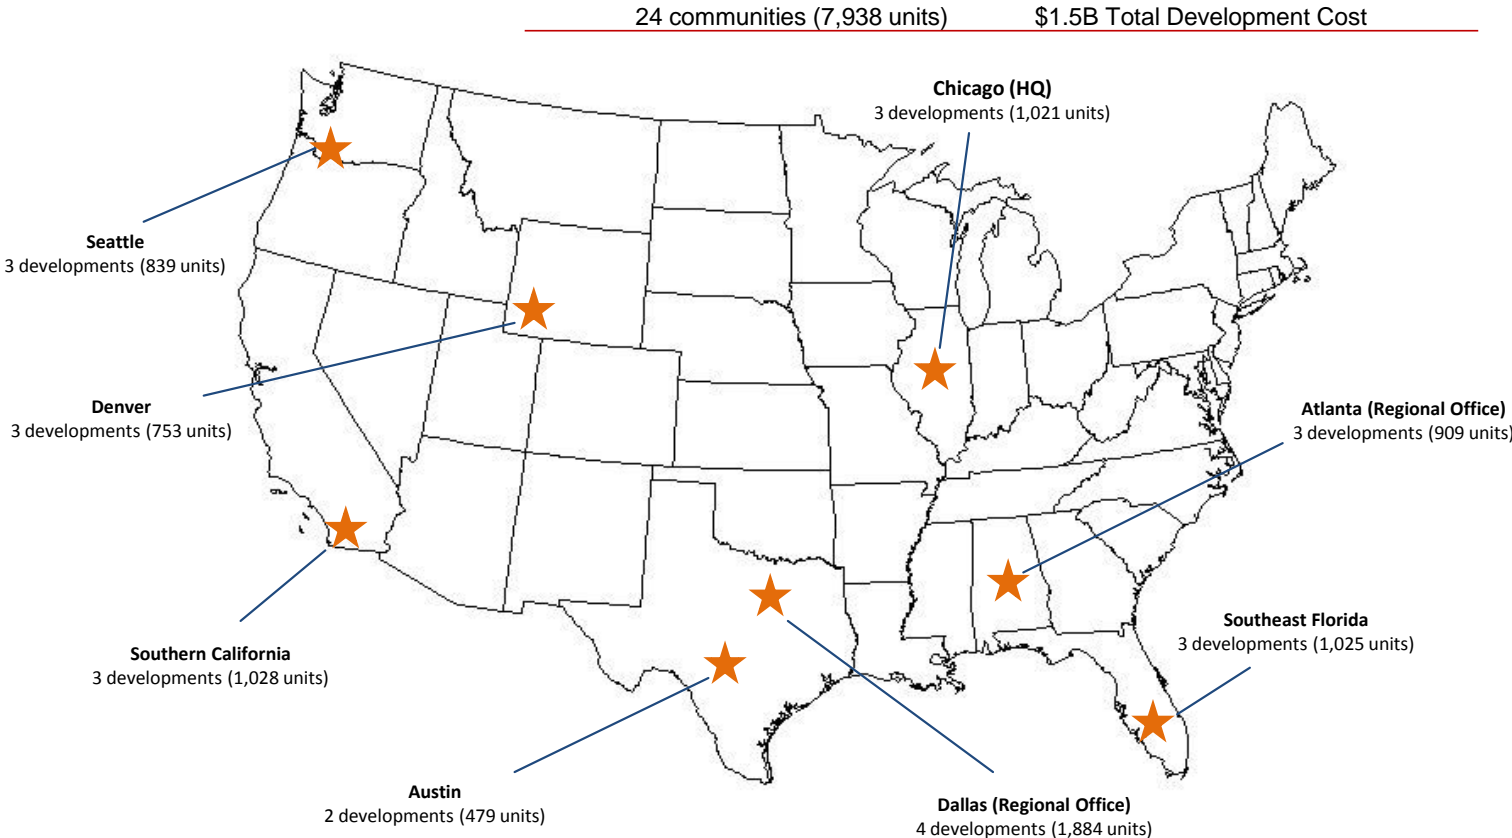 24 communities (7,938 units) $1.5B Total Development Cost
Chicago (HQ)
3 developments (1,021 units)
Seattle
3 developments (839 units)
Denver
3 developments (753 units)
Atlanta (Regional Office)
3 developments (909 units)
Southern California
3 developments (1,028 units)
Southeast Florida
3 developments (1,025 units)
Austin
2 developments (479 units)
Dallas (Regional Office)
4 developments (1,884 units)